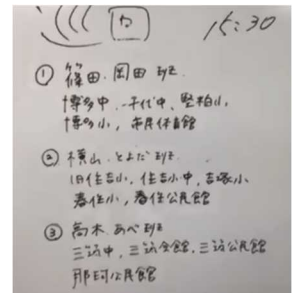 15:30
① 篠田・岡田 班
博多中、千代中、堅粕小、
博多小、市民体育館
② 横山・とよだ 班
旧住吉小、住吉小中、吉塚小
春住小、春住公民館
③ 高木・あべ 班
三筑中、三筑会館、三筑公民館
那珂公民館